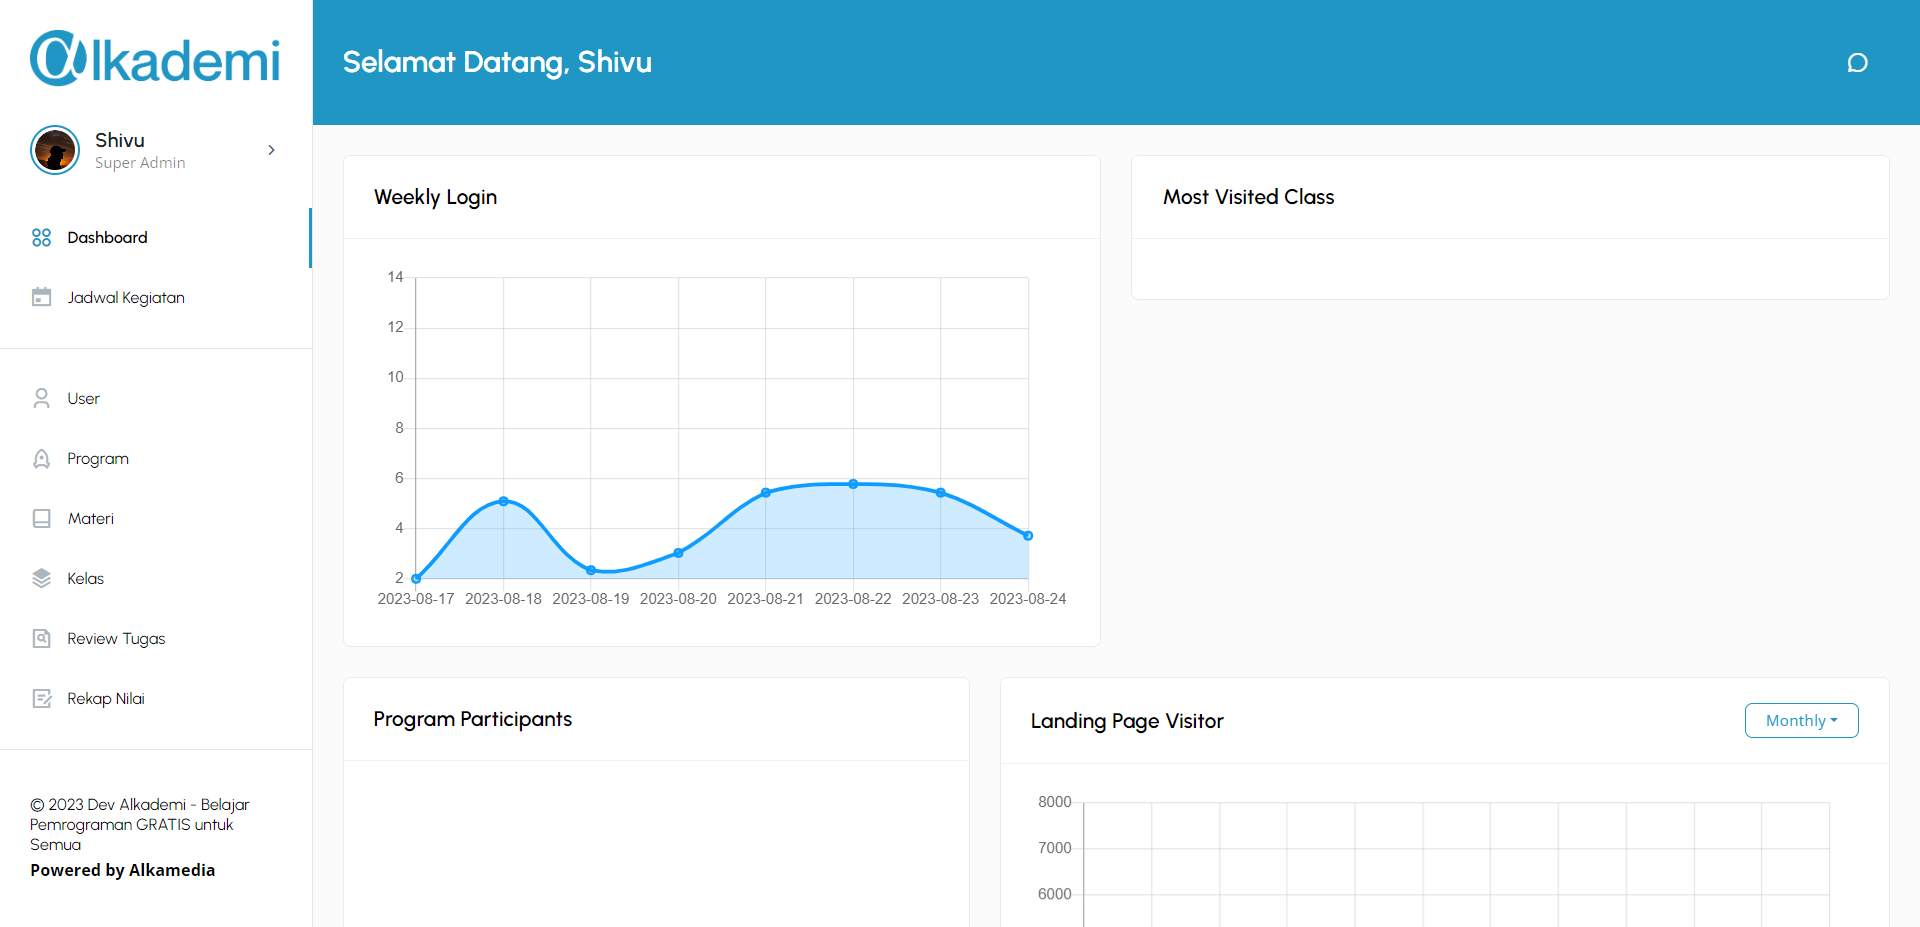 alkademi
Shivu
Super Admin
Dashboard
Jadwal Kegiatan
User
Program
Materi
Kelas
Review Tugas
Rekap Nilai
© 2023 Dev Alkademi - Belajar
Pemrograman GRATIS untuk
Semua
Powered by Alkamedia
Selamat Datang, Shivu
Weekly Login
14
12
10
8
6
4
2
2023-08-17 2023-08-18 2023-08-19 2023-08-20 2023-08-21 2023-08-22 2023-08-23 2023-08-24
Most Visited Class
Program Participants
Landing Page Visitor
Monthly
8000
7000
6000